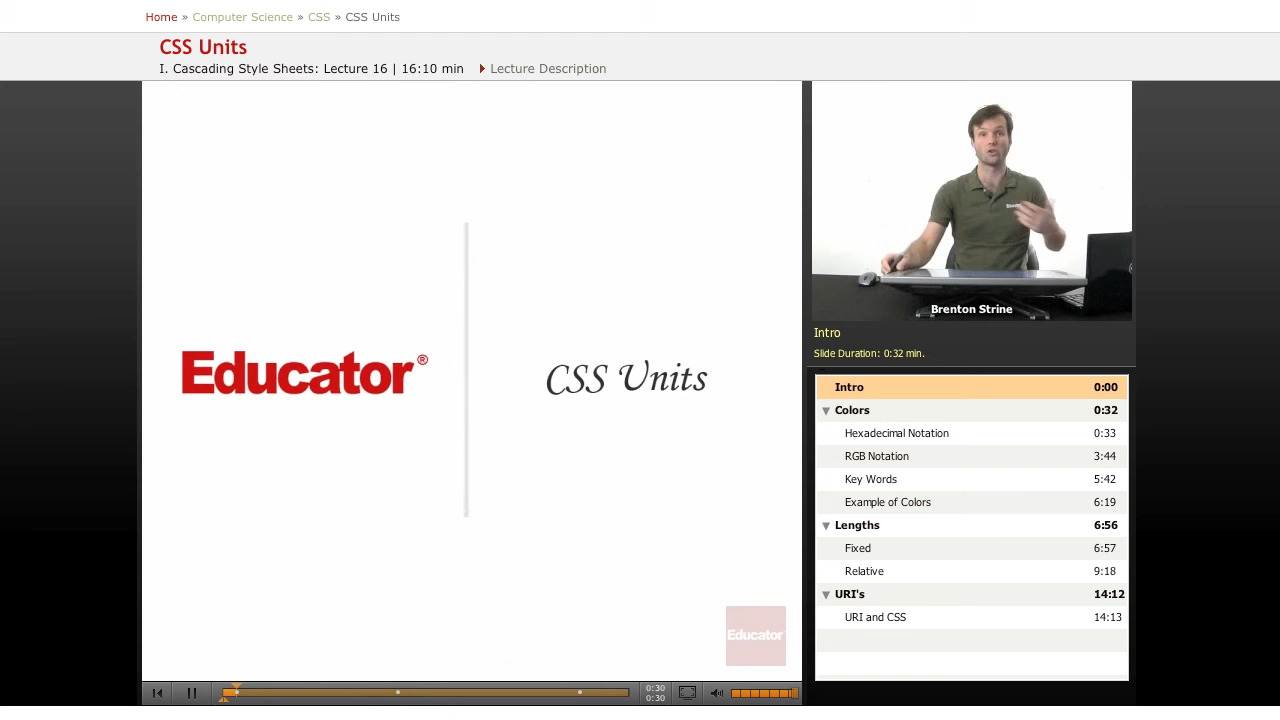 Home » Computer Science » CSS » CSS Units
CSS Units
I. Cascading Style Sheets: Lecture 16 | 16:10 min Lecture Description
Educator®
CSS Units
Educator
Brenton Strine
Intro
Slide Duration: 0:32 min.
Intro 0:00
Colors 0:32
Hexadecimal Notation 0:33
RGB Notation 3:44
Key Words 5:42
Example of Colors 6:19
Lengths 6:56
Fixed 6:57
Relative 9:18
URI's 14:12
URI and CSS 14:13
0:30
0:30